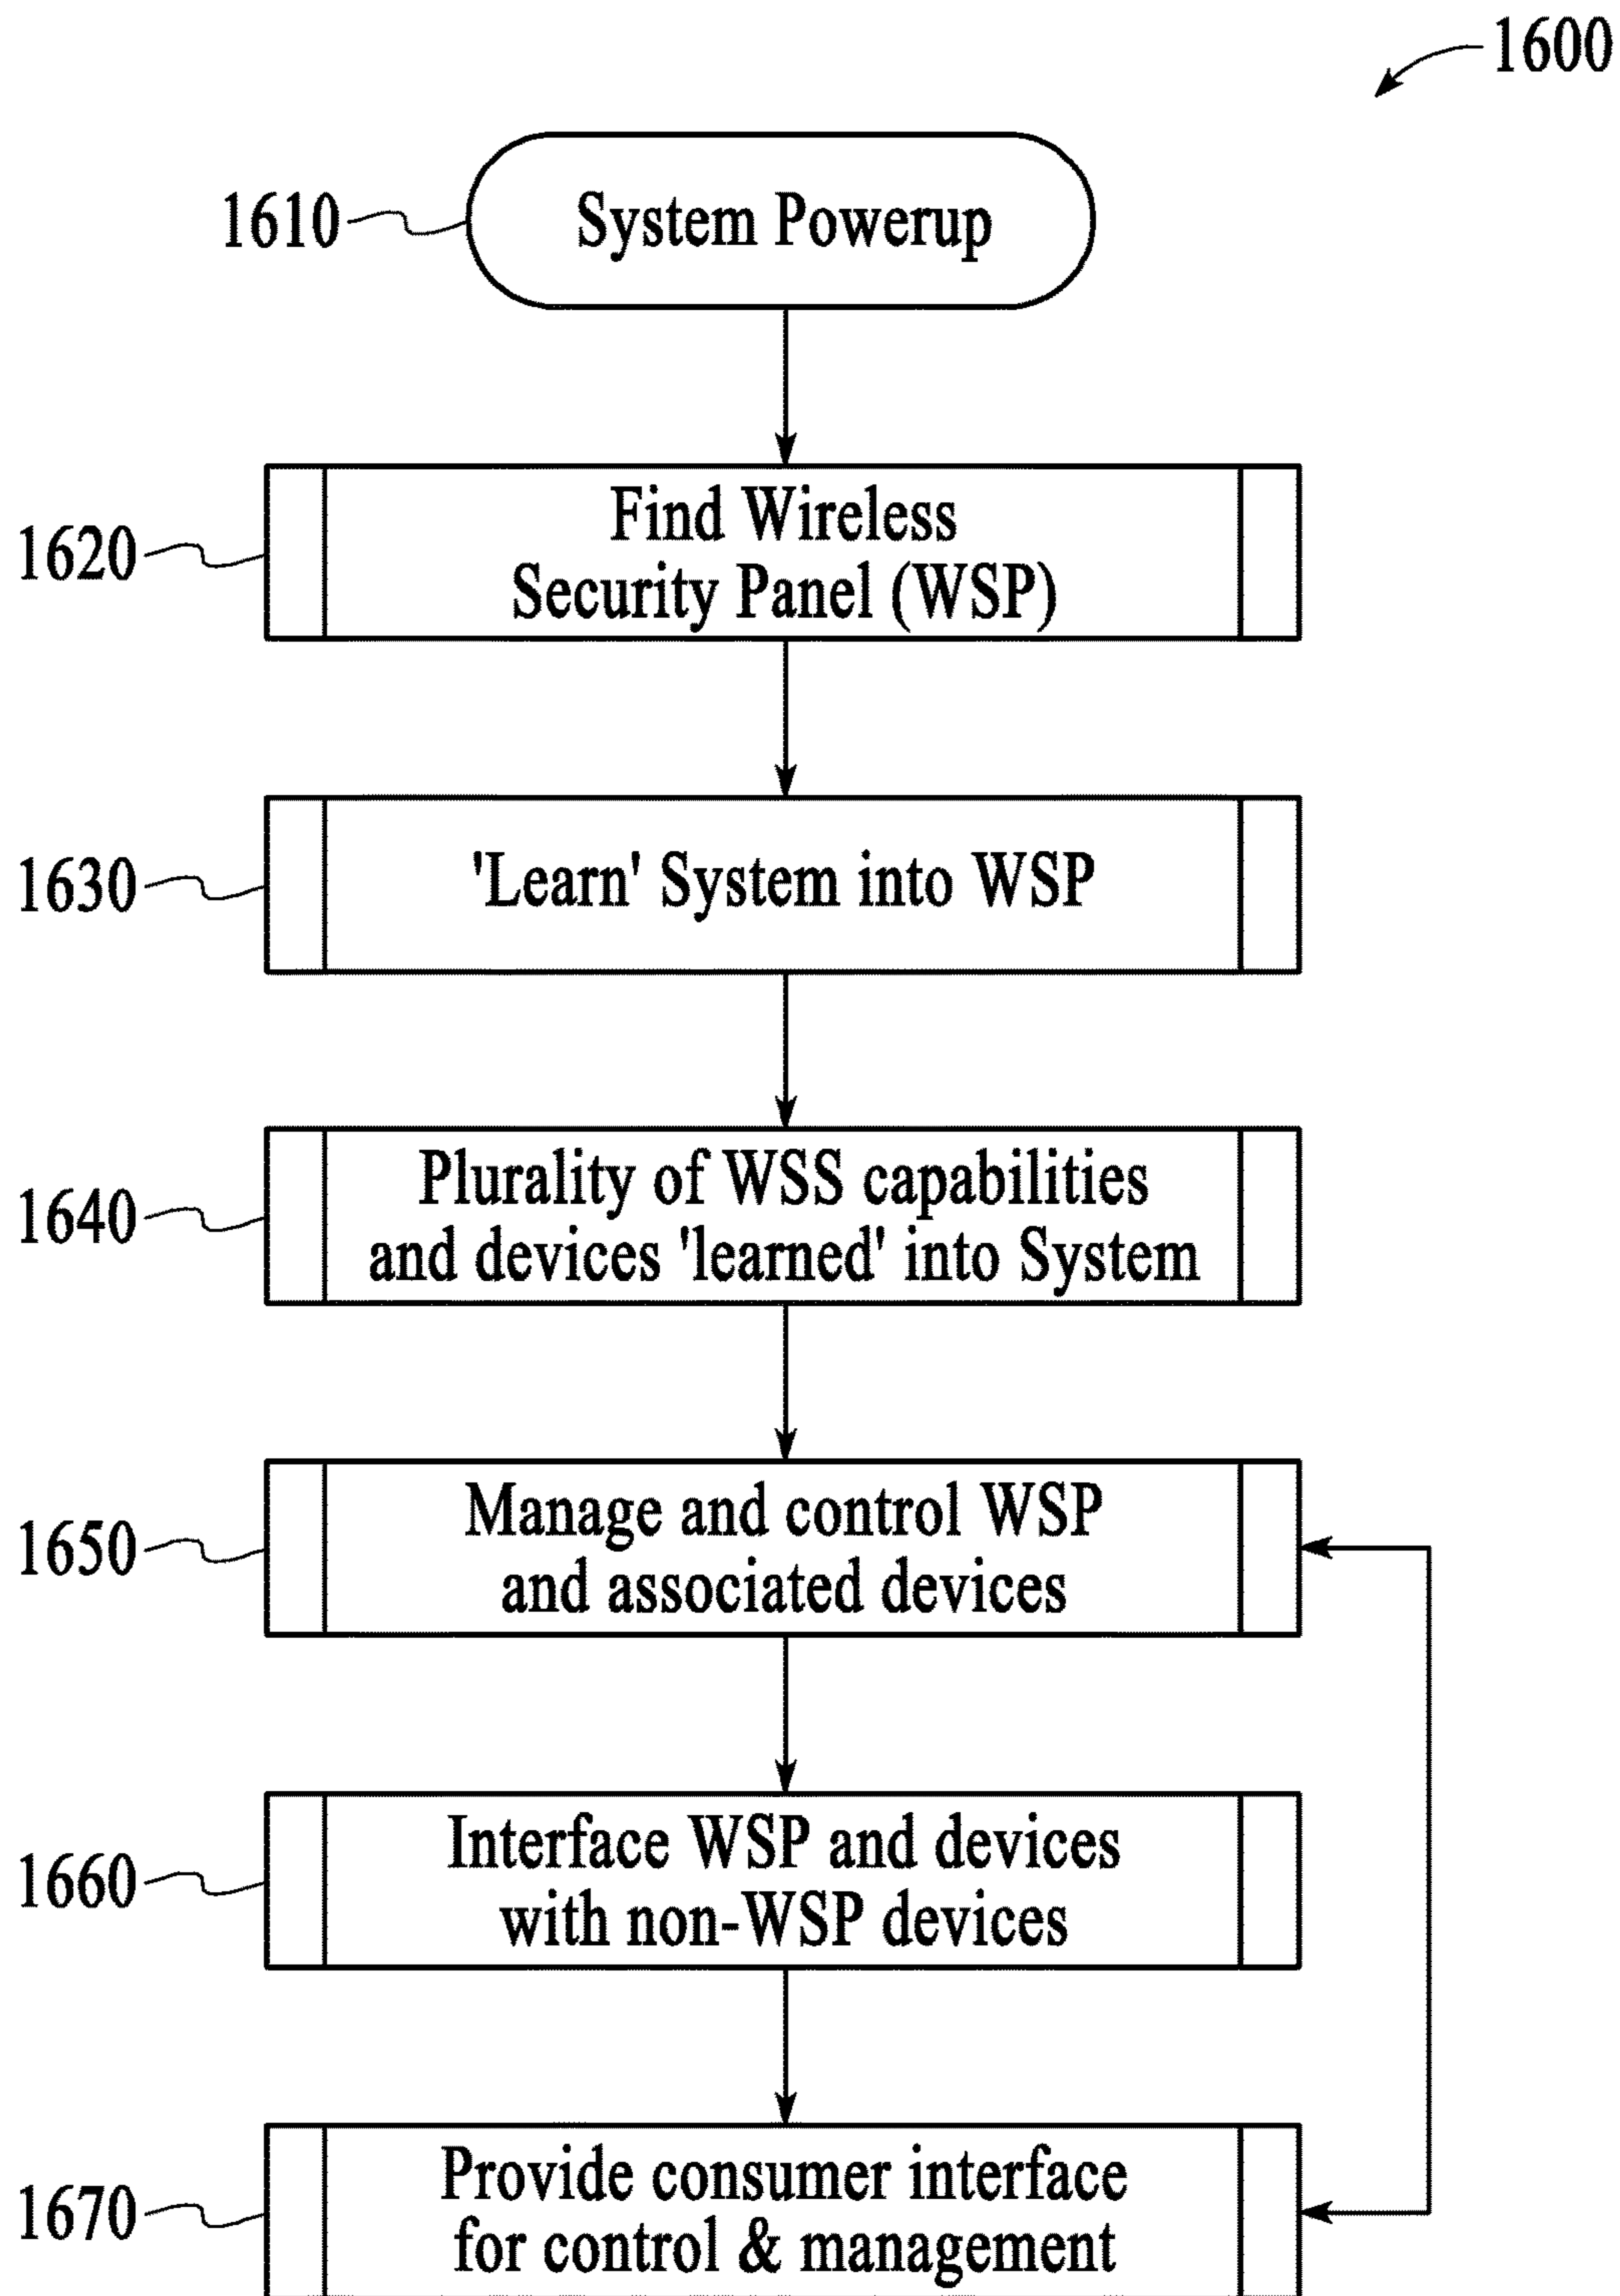 1600
1610
System Powerup
1620
Find Wireless
Security Panel (WSP)
1630
'Learn' System into WSP
1640
Plurality of WSS capabilities
and devices 'learned' into System
1650
Manage and control WSP
and associated devices
1660
Interface WSP and devices
with non-WSP devices
1670
Provide consumer interface
for control & management